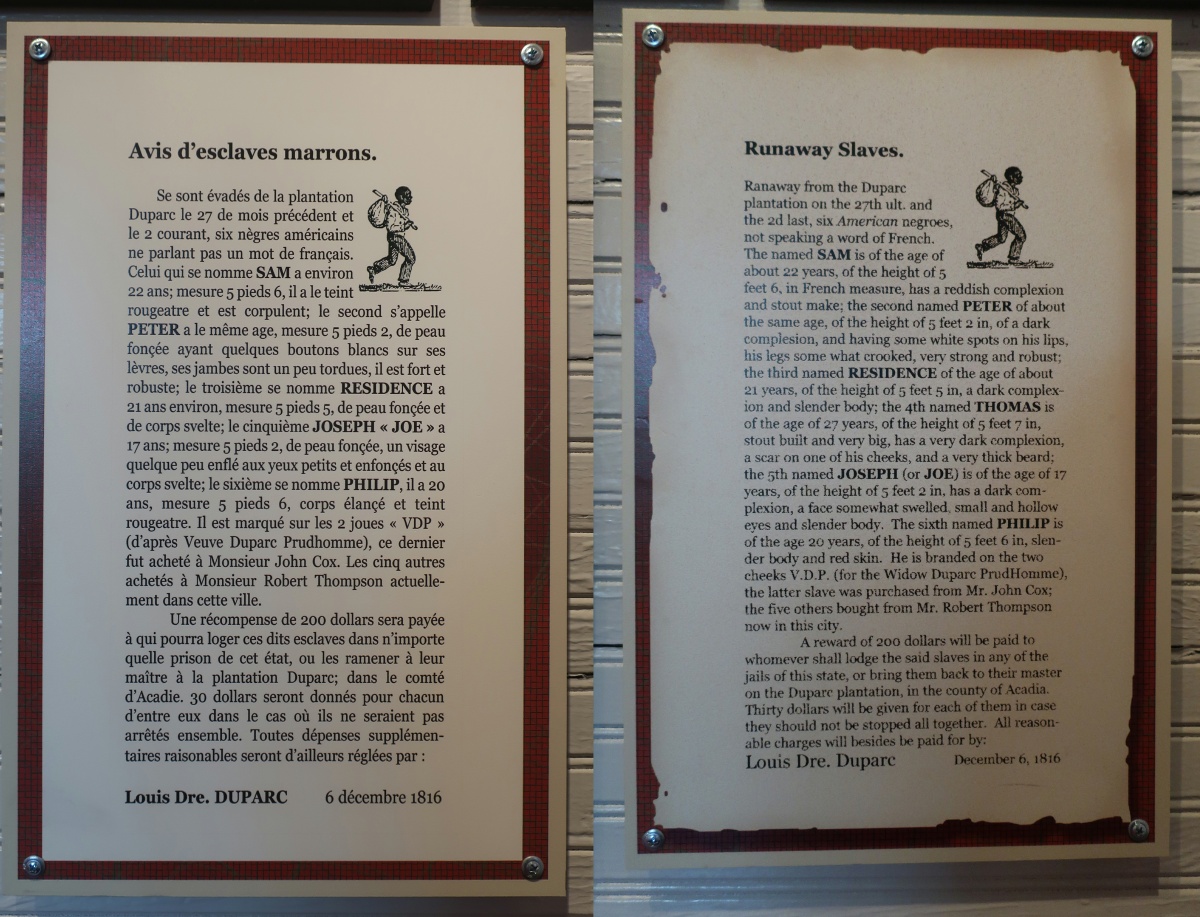 Avis d'esclaves marrons.
Se sont évadés de la plantation
Duparc le 27 de mois précédent et
le 2 courant, six nègres américains
ne parlant pas un mot de français.
Celui qui se nomme SAM a environ
22 ans; mesure 5 pieds 6, il a le teint
rougeatre et est corpulent; le second s'appelle
PETER a le même age, mesure 5 pieds 2, de peau
fonçée ayant quelques boutons blancs sur ses
lèvres, ses jambes sont un peu tordues, il est fort et
robuste; le troisième se nomme RESIDENCE a
21 ans environ, mesure 5 pieds 5, de peau fonçée et
de corps svelte; le cinquième JOSEPH « JOE » a
17 ans; mesure 5 pieds 2, de peau fonçée, un visage
quelque peu enflé aux yeux petits et enfonçés et au
corps svelte; le sixième se nomme PHILIP, il a 20
ans, mesure 5 pieds 6, corps élançé et teint
rougeatre. Il est marqué sur les 2 joues « VDP »
(d'après Veuve Duparc Prudhomme), ce dernier
fut acheté à Monsieur John Cox. Les cinq autres
achetés à Monsieur Robert Thompson actuelle-
ment dans cette ville.
Une récompense de 200 dollars sera payée
à qui pourra loger ces dits esclaves dans n'importe
quelle prison de cet état, ou les ramener à leur
maître à la plantation Duparc; dans le comté
d'Acadie. 30 dollars seront donnés pour chacun
d'entre eux dans le cas où ils ne seraient pas
arrêtés ensemble. Toutes dépenses supplémen-
taires raisonables seront d'ailleurs réglées par :
Louis Dre. DUPARC 6 décembre 1816
Runaway Slaves.
Ranaway from the Duparc
plantation on the 27th ult. and
the 2d last, six American negroes,
not speaking a word of French.
The named SAM is of the age of
about 22 years, of the height of 5
feet 6, in French measure, has a reddish complexion
and stout make; the second named PETER of about
the same age, of the height of 5 feet 2 in, of a dark
complesion, and having some white spots on his lips,
his legs some what crooked, very strong and robust;
the third named RESIDENCE of the age of about
21 years, of the height of 5 feet 5 in, a dark complex-
ion and slender body; the 4th named THOMAS is
of the age of 27 years, of the height of 5 feet 7 in,
stout built and very big, has a very dark complexion,
a scar on one of his cheeks, and a very thick beard;
the 5th named JOSEPH (or JOE) is of the age of 17
years, of the height of 5 feet 2 in, has a dark com-
plexion, a face somewhat swelled, small and hollow
eyes and slender body. The sixth named PHILIP is
of the age 20 years, of the height of 5 feet 6 in, slen-
der body and red skin. He is branded on the two
cheeks V.D.P. (for the Widow Duparc PrudHomme),
the latter slave was purchased from Mr. John Cox;
the five others bought from Mr. Robert Thompson
now in this city.
A reward of 200 dollars will be paid to
whomever shall lodge the said slaves in any of the
jails of this state, or bring them back to their master
on the Duparc plantation, in the county of Acadia.
Thirty dollars will be given for each of them in case
they should not be stopped all together. All reason-
able charges will besides be paid for by:
Louis Dre. Duparc December 6, 1816